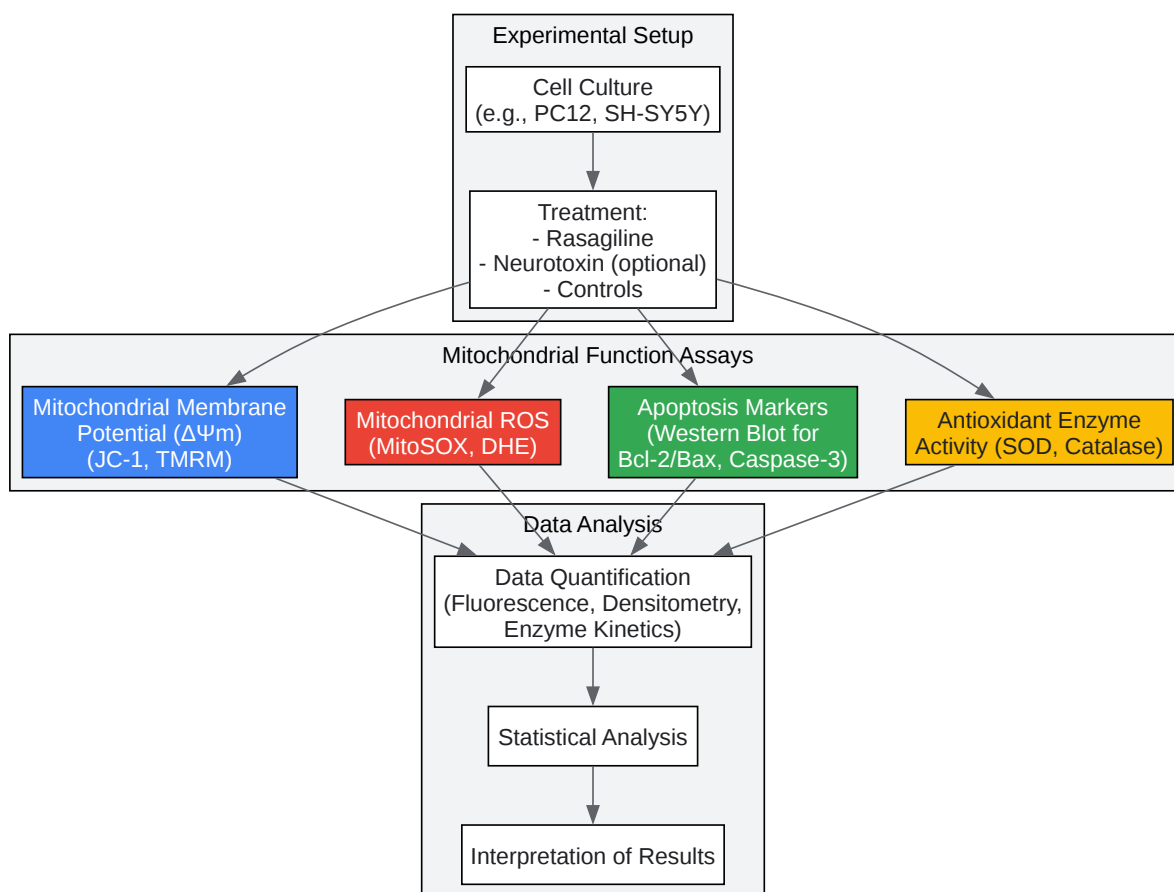 Experimental Setup
Cell Culture
(e.g., PC12, SH-SY5Y)
Treatment:
- Rasagiline
- Neurotoxin (optional)
- Controls
Mitochondrial Function Assays
Mitochondrial Membrane
Potential (ΔΨm)
(JC-1, TMRM)
Mitochondrial ROS
(MitoSOX, DHE)
Apoptosis Markers
(Western Blot for
Bcl-2/Bax, Caspase-3)
Antioxidant Enzyme
Activity (SOD, Catalase)
Data Analysis
Data Quantification
(Fluorescence, Densitometry,
Enzyme Kinetics)
Statistical Analysis
Interpretation of Results